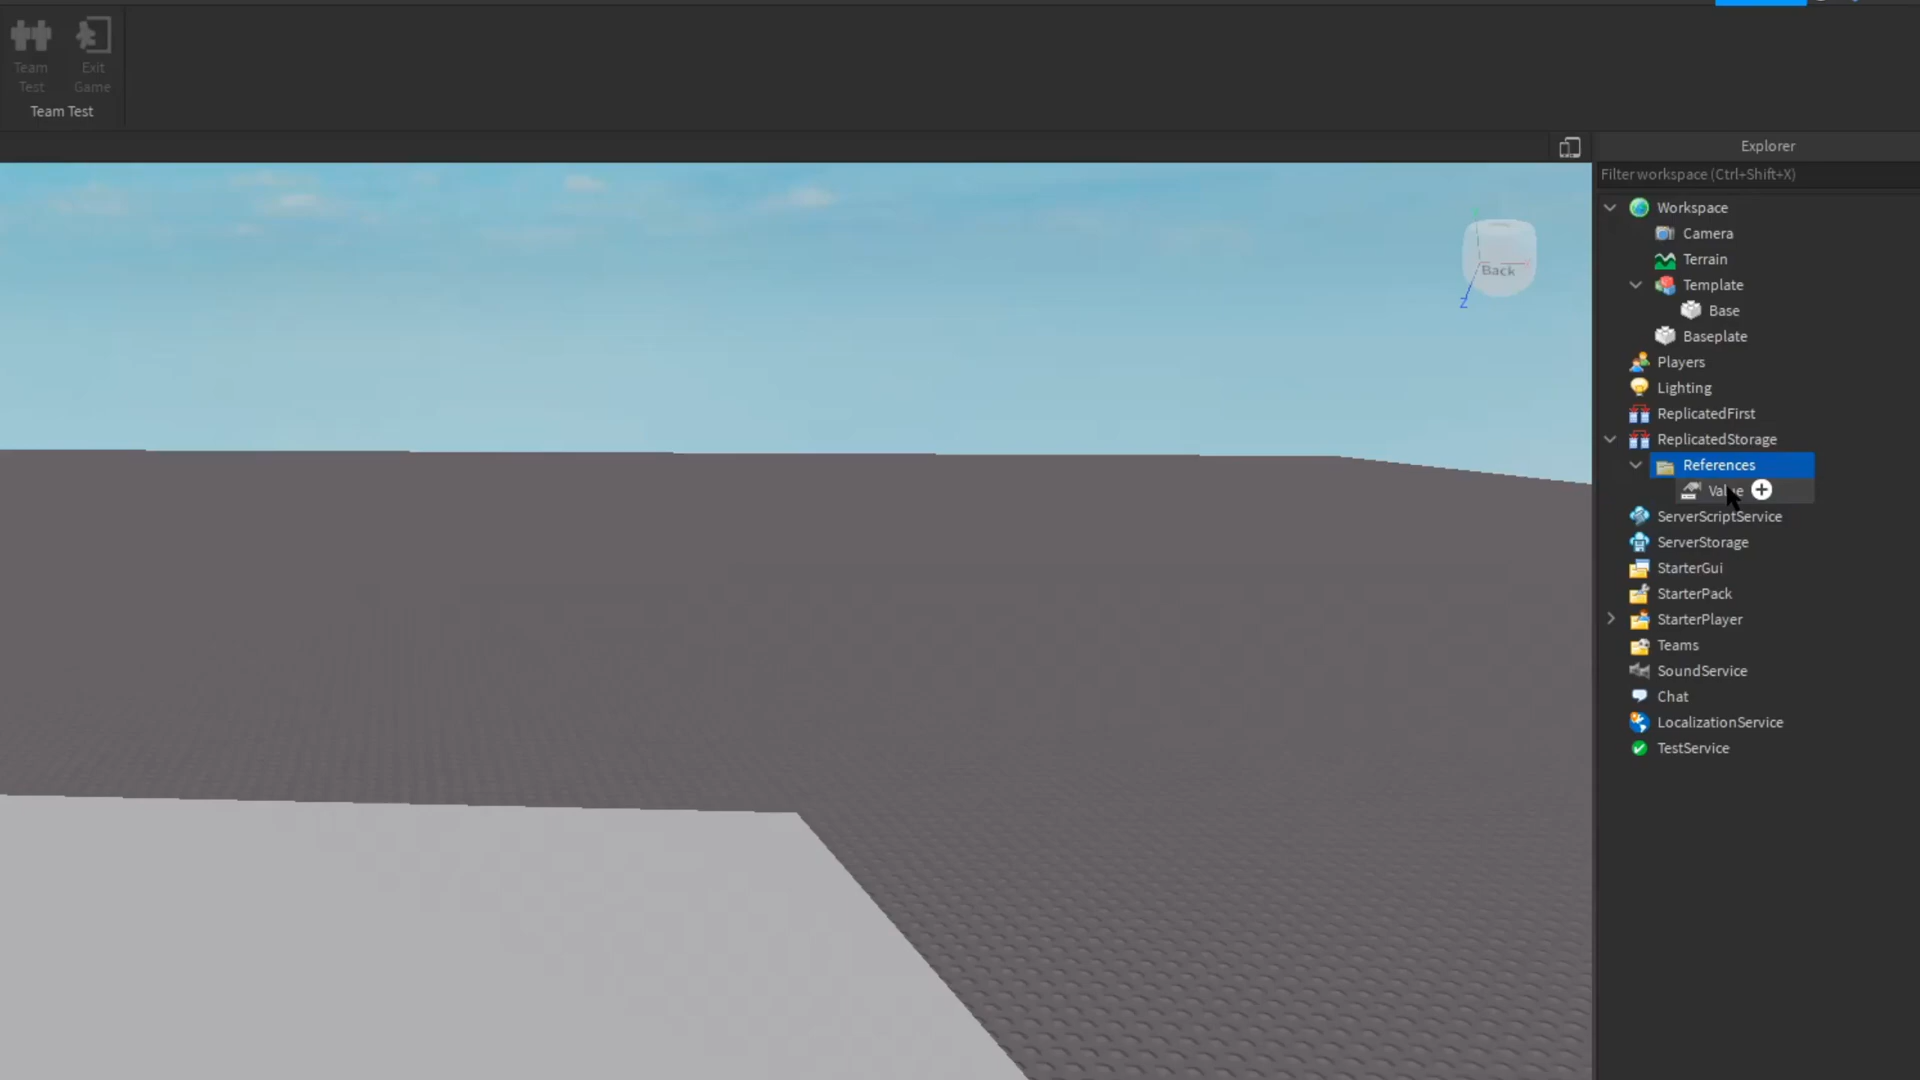 Team
Test
Exit
Game
Team Test
Explorer
Filter workspace (Ctrl+Shift+X)
Back
Z
Workspace
Camera
Terrain
Template
Base
Baseplate
Players
Lighting
ReplicatedFirst
ReplicatedStorage
References
Value
ServerScriptService
ServerStorage
StarterGui
StarterPack
StarterPlayer
Teams
SoundService
Chat
LocalizationService
TestService